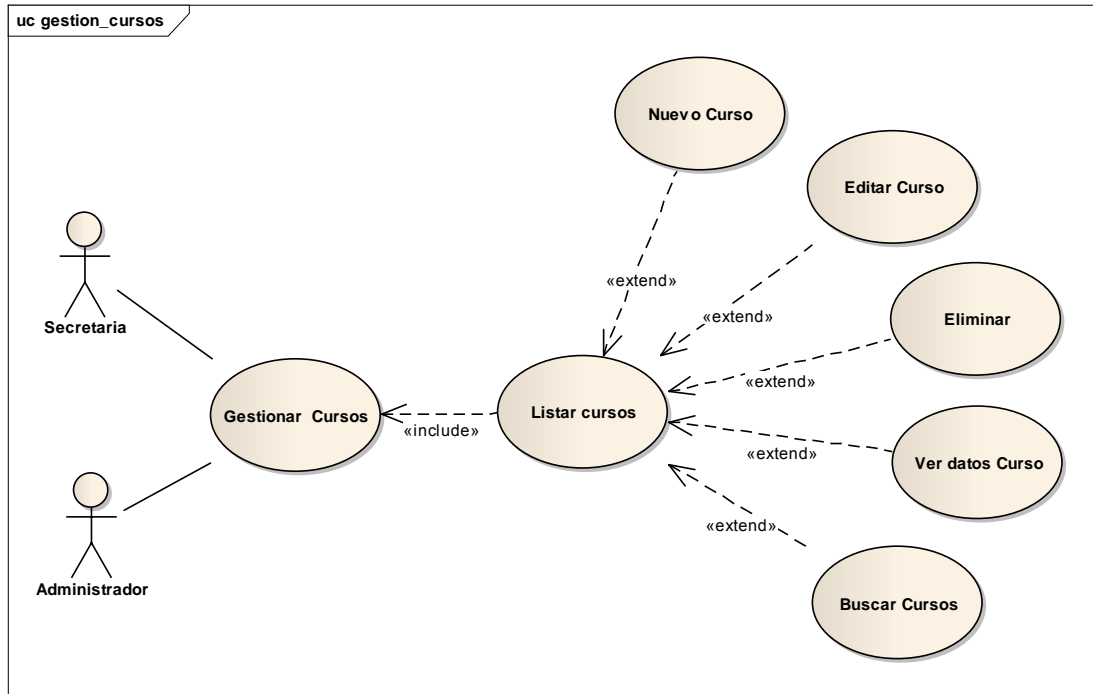 uc gestion_cursos
Nuevo Curso
Editar Curso
«extend»
«extend»
Eliminar
Secretaria
«extend»
Gestionar Cursos
«include»
Listar cursos
«extend»
Ver datos Curso
«extend»
Administrador
Buscar Cursos